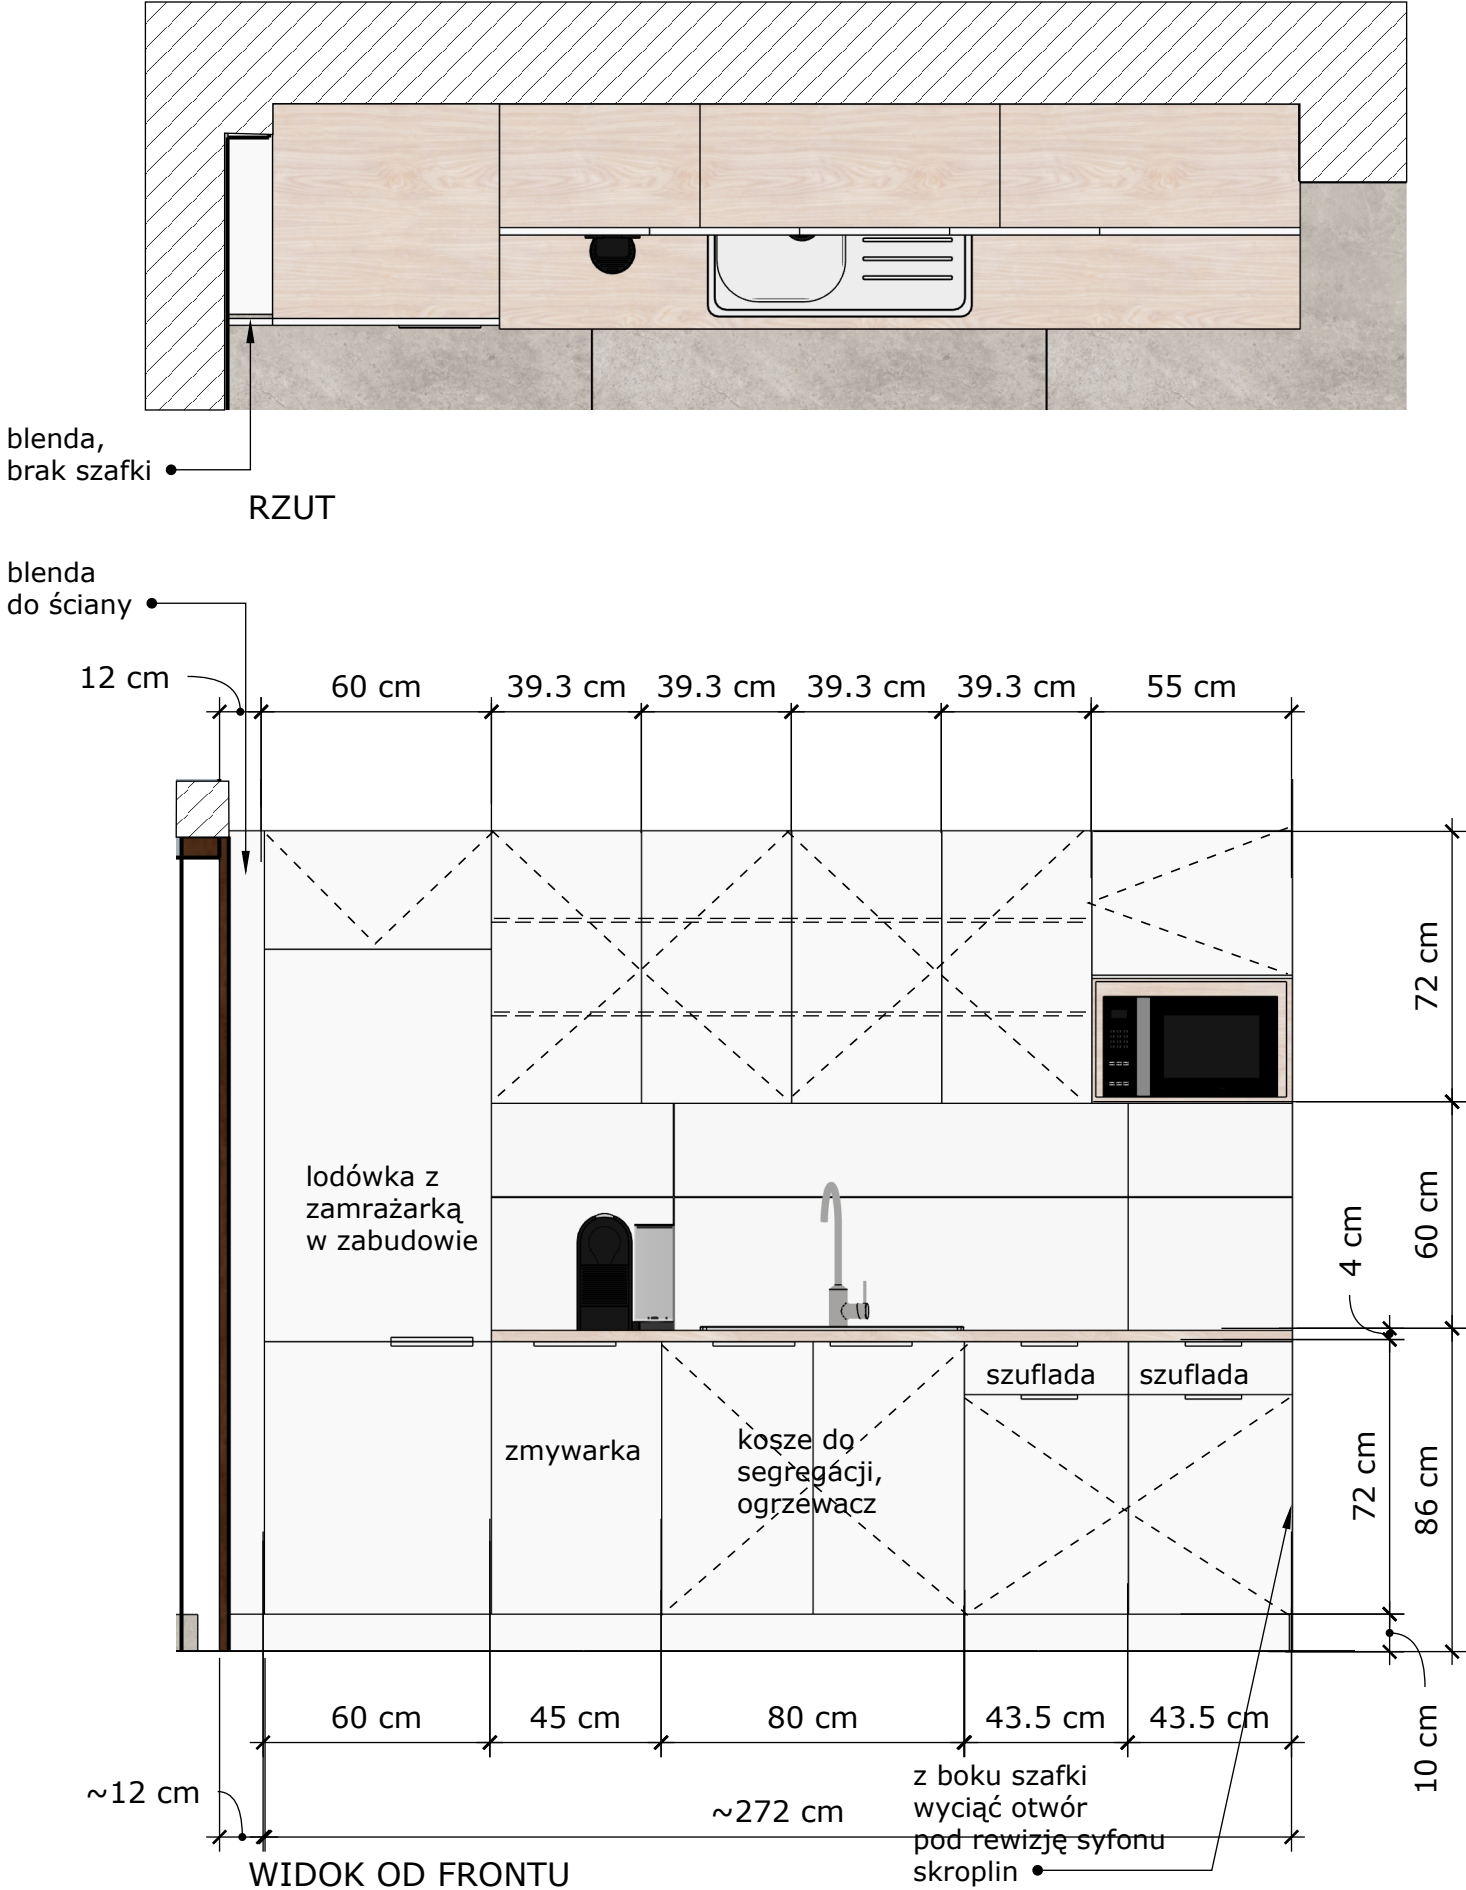 blenda,
brak szafki
RZUT
blenda
do ściany
12 cm
60 cm
39.3 cm
39.3 cm
39.3 cm
39.3 cm
55 cm
72 cm
lodówka z
zamrażarką
w zabudowie
60 cm
4 cm
szuflada
szuflada
zmywarka
kosze do
segregacji,
ogrzewacz
72 cm
86 cm
60 cm
45 cm
80 cm
43.5 cm
43.5 cm
10 cm
~12 cm
~272 cm
z boku szafki
wyciąć otwór
pod rewizję syfonu
skroplin
WIDOK OD FRONTU